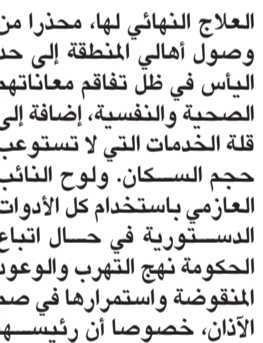 العلاج النهائي لها، محذرا من
وصول أهالي المنطقة إلى حد
اليأس في ظل تفاقم معاناتهم
الصحية والنفسية، إضافة إلى
قلة الخدمات التي لا تستوعب
حجم السكان. ولوح النائب
العازمي باستخدام كل الأدوات
الدستورية في حال اتباع
الحكومة نهج التهرب والوعود
المنقوضة واستمرارها في صم
الآذان، خصوصا أن رئيسها